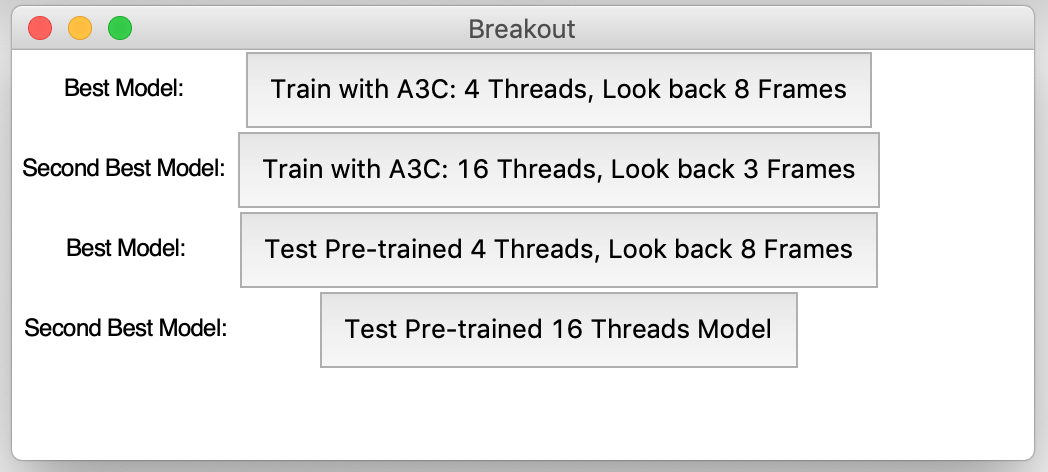 Breakout
Best Model: Train with A3C: 4 Threads, Look back 8 Frames
Second Best Model: Train with A3C: 16 Threads, Look back 3 Frames
Best Model: Test Pre-trained 4 Threads, Look back 8 Frames
Second Best Model: Test Pre-trained 16 Threads Model